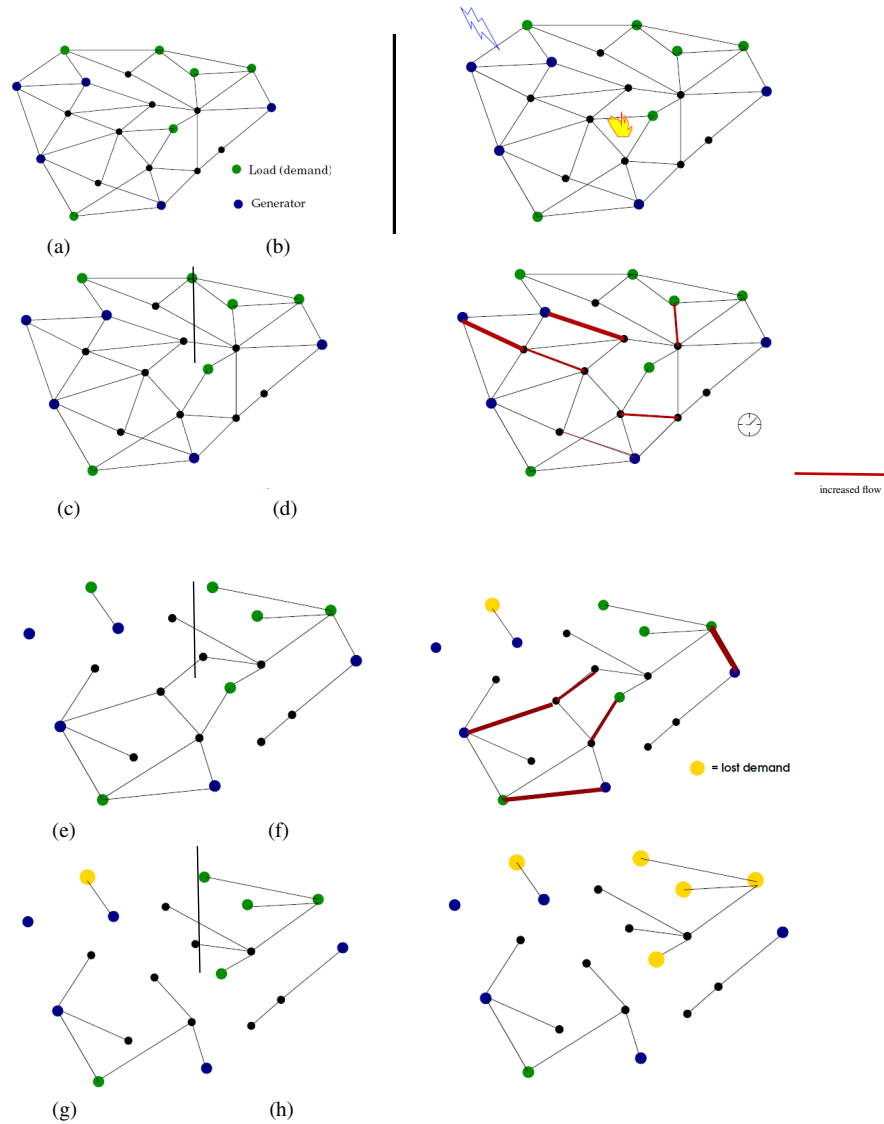 Load (demand)
Generator
(a)
(b)
increased flow
(c)
(d)
= lost demand
(e)
(f)
(g)
(h)